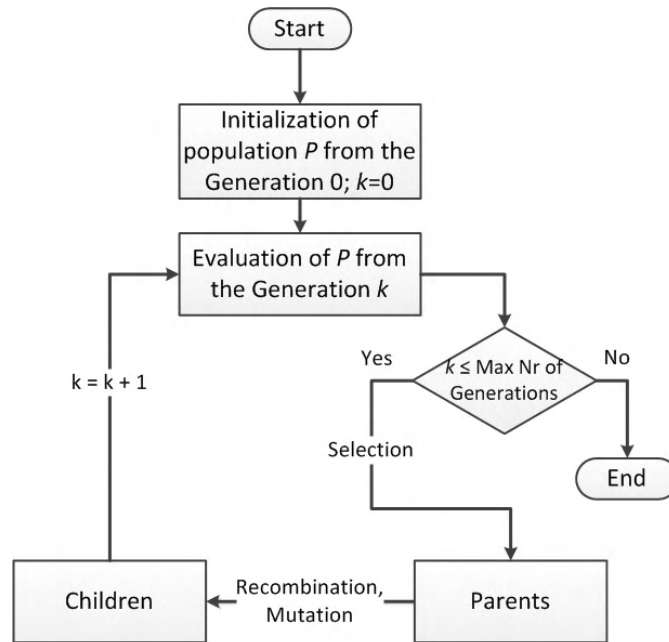 Start
Initialization of
population P from the
Generation 0; k=0
Evaluation of P from
the Generation k
Yes
k ≤ Max Nr of
Generations
No
k = k + 1
Selection
End
Children
Recombination,
Mutation
Parents